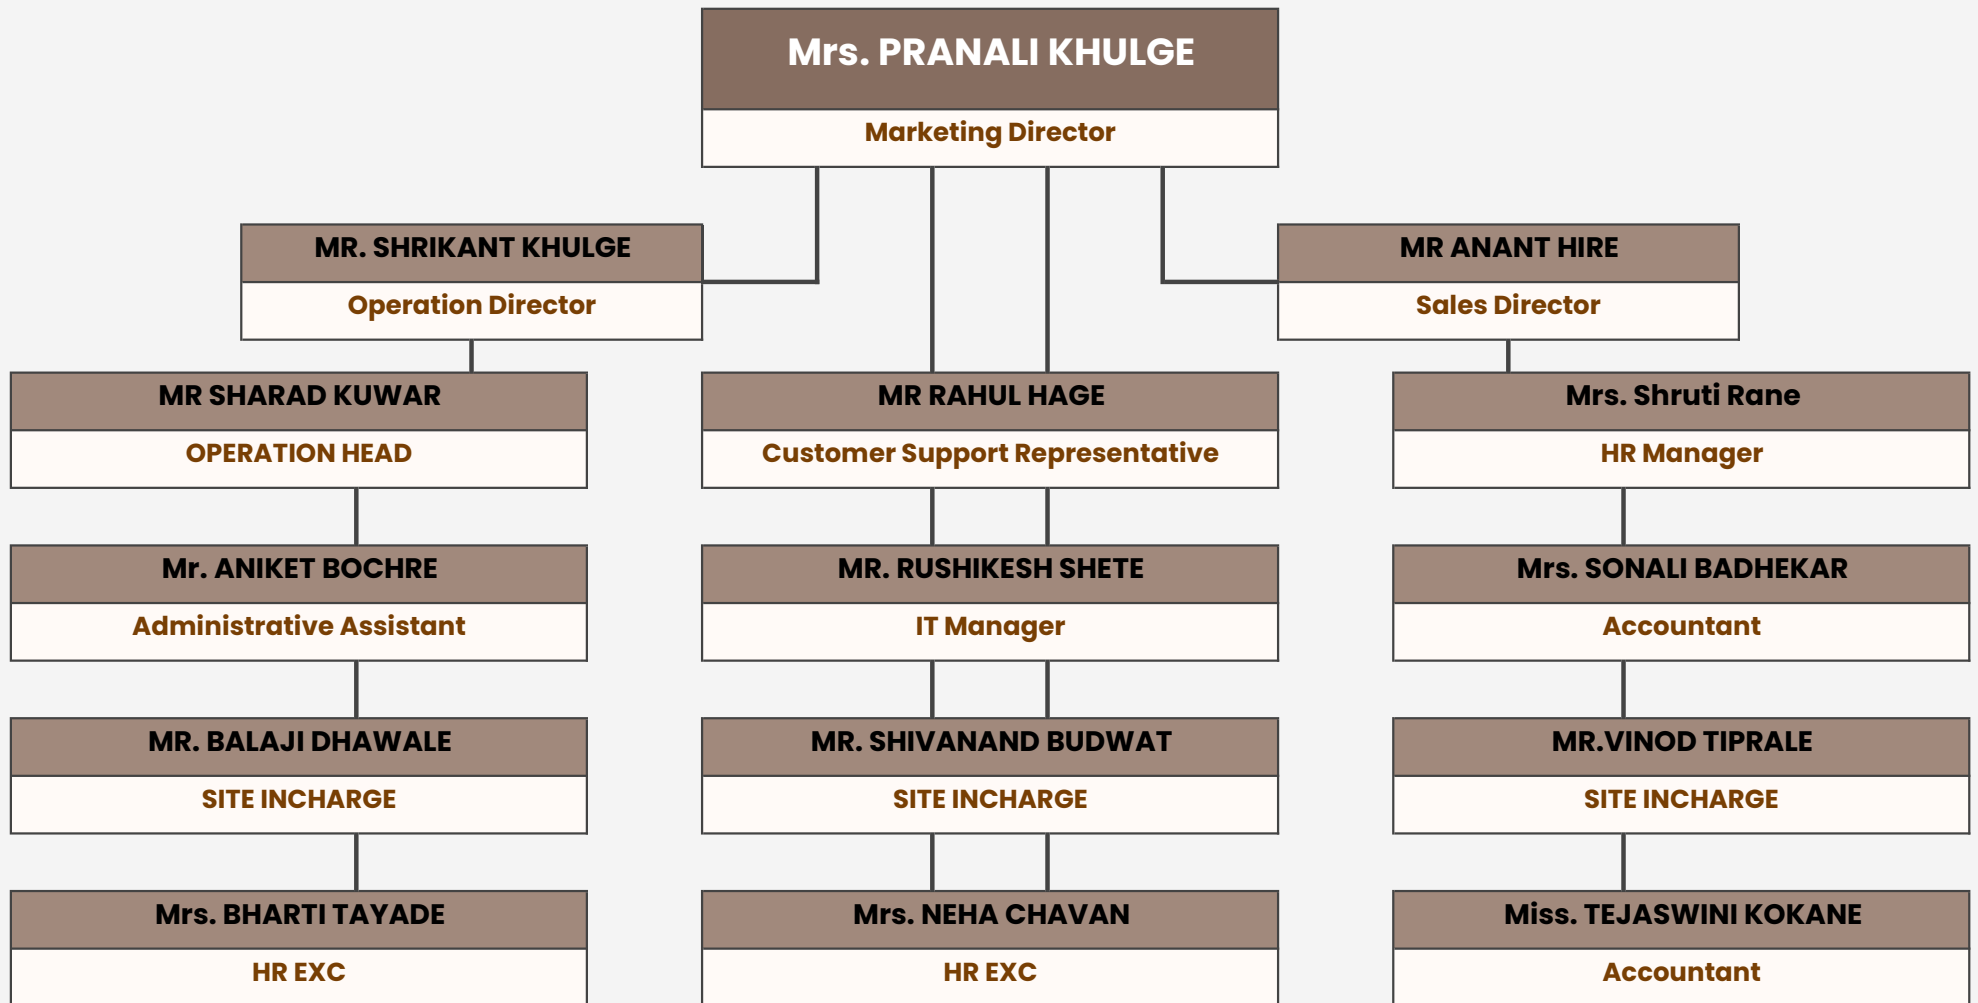 Mrs. PRANALI KHULGE
Marketing Director
MR. SHRIKANT KHULGE
Operation Director
MR ANANT HIRE
Sales Director
MR SHARAD KUWAR
OPERATION HEAD
MR RAHUL HAGE
Customer Support Representative
Mrs. Shruti Rane
HR Manager
Mr. ANIKET BOCHRE
Administrative Assistant
MR. RUSHIKESH SHETE
IT Manager
Mrs. SONALI BADHEKAR
Accountant
MR. BALAJI DHAWALE
SITE INCHARGE
MR. SHIVANAND BUDWAT
SITE INCHARGE
MR.VINOD TIPRALE
SITE INCHARGE
Mrs. BHARTI TAYADE
HR EXC
Mrs. NEHA CHAVAN
HR EXC
Miss. TEJASWINI KOKANE
Accountant